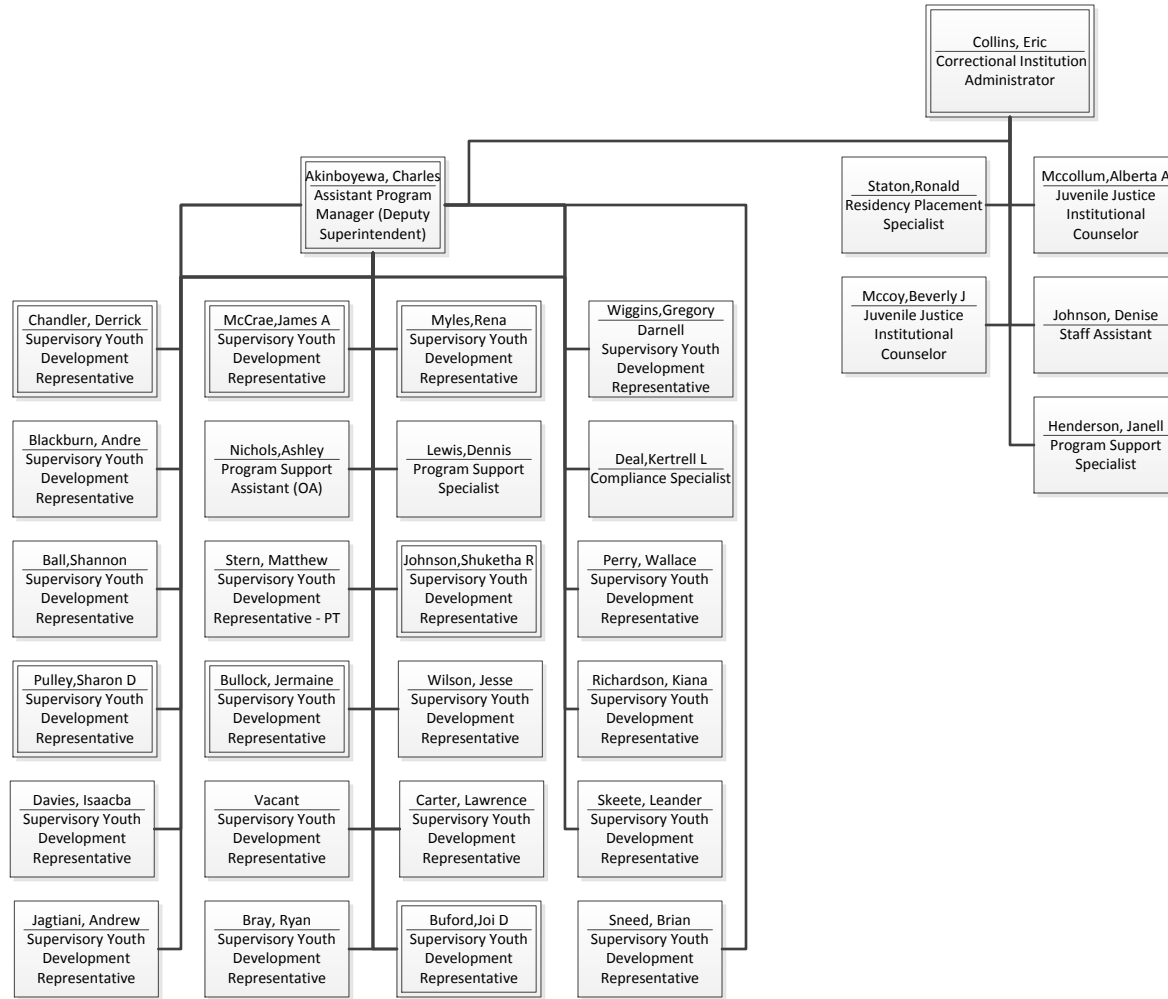 Collins, Eric
Correctional Institution
Administrator
Akinboyewa, Charles
Assistant Program
Manager (Deputy
Superintendent)
Staton,Ronald
Residency Placement
Specialist
Mccollum,Alberta A
Juvenile Justice
Institutional
Counselor
Mccoy,Beverly J
Juvenile Justice
Institutional
Counselor
Johnson, Denise
Staff Assistant
Henderson, Janell
Program Support
Specialist
Chandler, Derrick
Supervisory Youth
Development
Representative
McCrae,James A
Supervisory Youth
Development
Representative
Myles,Rena
Supervisory Youth
Development
Representative
Wiggins,Gregory
Darnell
Supervisory Youth
Development
Representative
Blackburn, Andre
Supervisory Youth
Development
Representative
Nichols,Ashley
Program Support
Assistant (OA)
Lewis,Dennis
Program Support
Specialist
Deal,Kertrell L
Compliance Specialist
Ball,Shannon
Supervisory Youth
Development
Representative
Stern, Matthew
Supervisory Youth
Development
Representative - PT
Johnson,Shuketha R
Supervisory Youth
Development
Representative
Perry, Wallace
Supervisory Youth
Development
Representative
Pulley,Sharon D
Supervisory Youth
Development
Representative
Bullock, Jermaine
Supervisory Youth
Development
Representative
Wilson, Jesse
Supervisory Youth
Development
Representative
Richardson, Kiana
Supervisory Youth
Development
Representative
Davies, Isaacba
Supervisory Youth
Development
Representative
Vacant
Supervisory Youth
Development
Representative
Carter, Lawrence
Supervisory Youth
Development
Representative
Skeete, Leander
Supervisory Youth
Development
Representative
Jagtiani, Andrew
Supervisory Youth
Development
Representative
Bray, Ryan
Supervisory Youth
Development
Representative
Buford,Joi D
Supervisory Youth
Development
Representative
Sneed, Brian
Supervisory Youth
Development
Representative